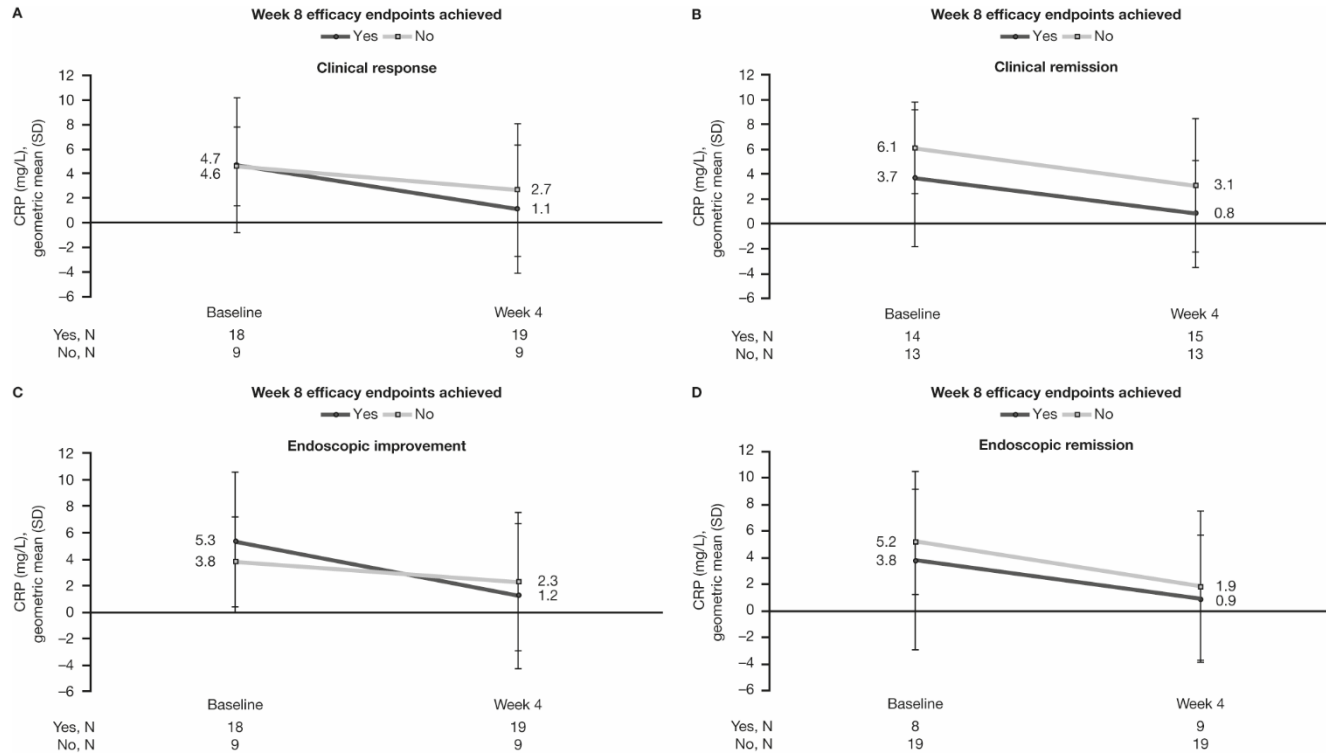 A
Week 8 efficacy endpoints achieved
Yes No
Clinical response
CRP (mg/L),
geometric mean (SD)
12
10
8
6
4
2
0
–2
–4
–6
4.7
4.6
2.7
1.1
Baseline Week 4
Yes, N 18 19
No, N 9 9
B
Week 8 efficacy endpoints achieved
Yes No
Clinical remission
CRP (mg/L),
geometric mean (SD)
12
10
8
6
4
2
0
–2
–4
–6
6.1
3.7
3.1
0.8
Baseline Week 4
Yes, N 14 15
No, N 13 13
C
Week 8 efficacy endpoints achieved
Yes No
Endoscopic improvement
CRP (mg/L),
geometric mean (SD)
12
10
8
6
4
2
0
–2
–4
–6
5.3
3.8
2.3
1.2
Baseline Week 4
Yes, N 18 19
No, N 9 9
D
Week 8 efficacy endpoints achieved
Yes No
Endoscopic remission
CRP (mg/L),
geometric mean (SD)
12
10
8
6
4
2
0
–2
–4
–6
5.2
3.8
1.9
0.9
Baseline Week 4
Yes, N 8 9
No, N 19 19